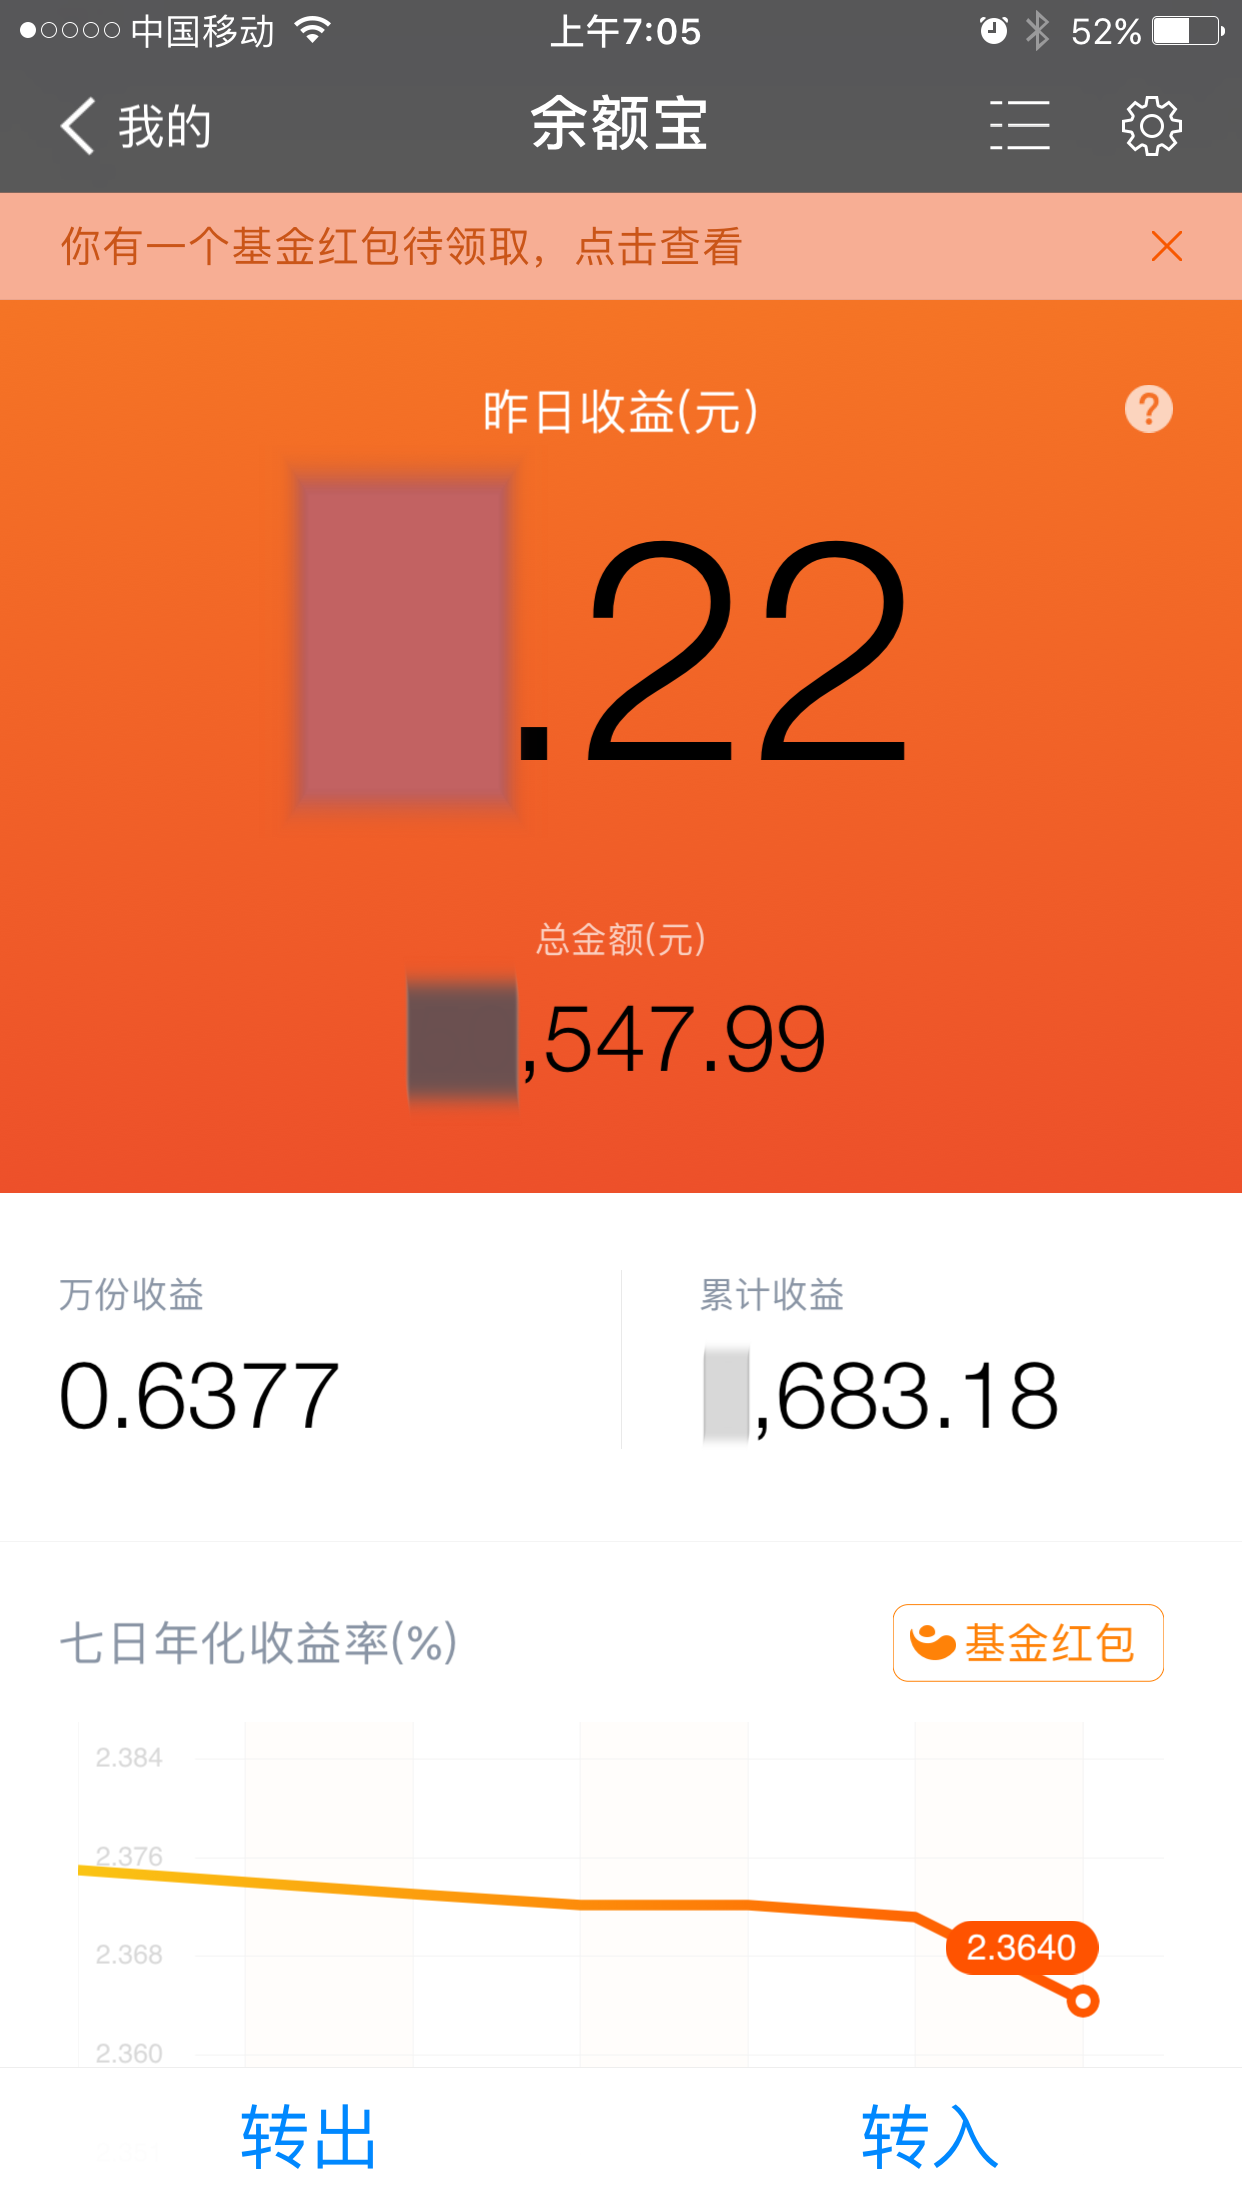 中国移动 上午7:05 52%
我的 余额宝
你有一个基金红包待领取，点击查看
昨日收益(元) ?
.22
总金额(元)
,547.99
万份收益 累计收益
0.6377 ,683.18
七日年化收益率(%) 基金红包
2.384
2.376
2.368
2.3640
2.360
转出 转入